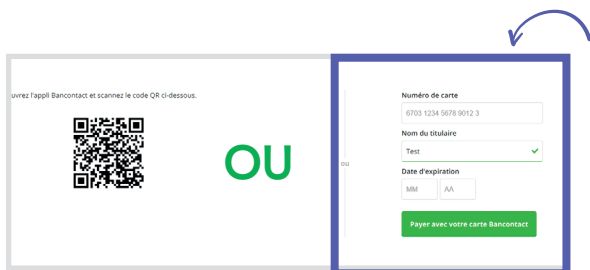 uvrez l'appli Bancontact et scannez le code QR ci-dessous.
OU
ou
Numéro de carte
6703 1234 5678 9012 3
Nom du titulaire
Test
Date d'expiration
MM AA
Payer avec votre carte Bancontact